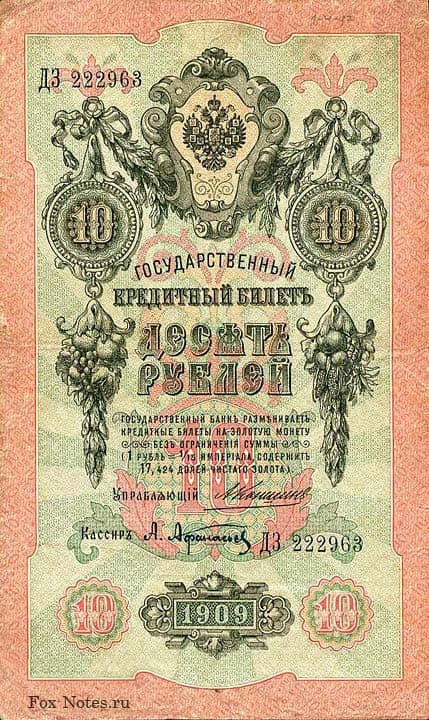 ДЗ 222963
10 10
ГОСУДАРСТВЕННЫЙ
КРЕДИТНЫЙ БИЛЕТЪ
ДЕСЯТЬ
РУБЛЕЙ
ГОСУДАРСТВЕННЫЙ БАНКЪ РАЗМѢНИВАЕТЪ
КРЕДИТНЫЕ БИЛЕТЫ НА ЗОЛОТУЮ МОНЕТУ
БЕЗЪ ОГРАНИЧЕНІЯ СУММЫ
(1 РУБЛЬ = 1/15 ИМПЕРІАЛА, СОДЕРЖИТЪ
17,424 ДОЛЕЙ ЧИСТАГО ЗОЛОТА).
УПРАВЛЯЮЩІЙ
Кассиръ А. Афанасьев ДЗ 222963
10 1909 10
Fox Notes.ru